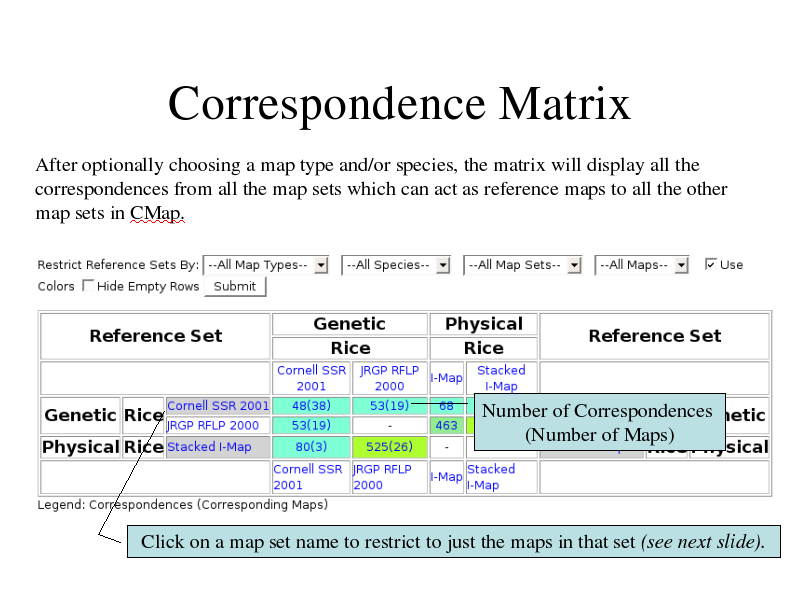 Correspondence Matrix
After optionally choosing a map type and/or species, the matrix will display all the
correspondences from all the map sets which can act as reference maps to all the other
map sets in CMap.
Restrict Reference Sets By: --All Map Types-- --All Species-- --All Map Sets-- --All Maps-- Use
Colors Hide Empty Rows Submit
Reference Set Genetic Physical Reference Set
Rice Rice
Cornell SSR 2001 JRGP RFLP 2000 I-Map Stacked I-Map
Genetic Rice Cornell SSR 2001 48(38) 53(19) 68
JRGP RFLP 2000 53(19) - 463
Number of Correspondences
(Number of Maps)
Physical Rice Stacked I-Map 80(3) 525(26) -
Cornell SSR 2001 JRGP RFLP 2000 I-Map Stacked I-Map
Legend: Correspondences (Corresponding Maps)
Click on a map set name to restrict to just the maps in that set (see next slide).